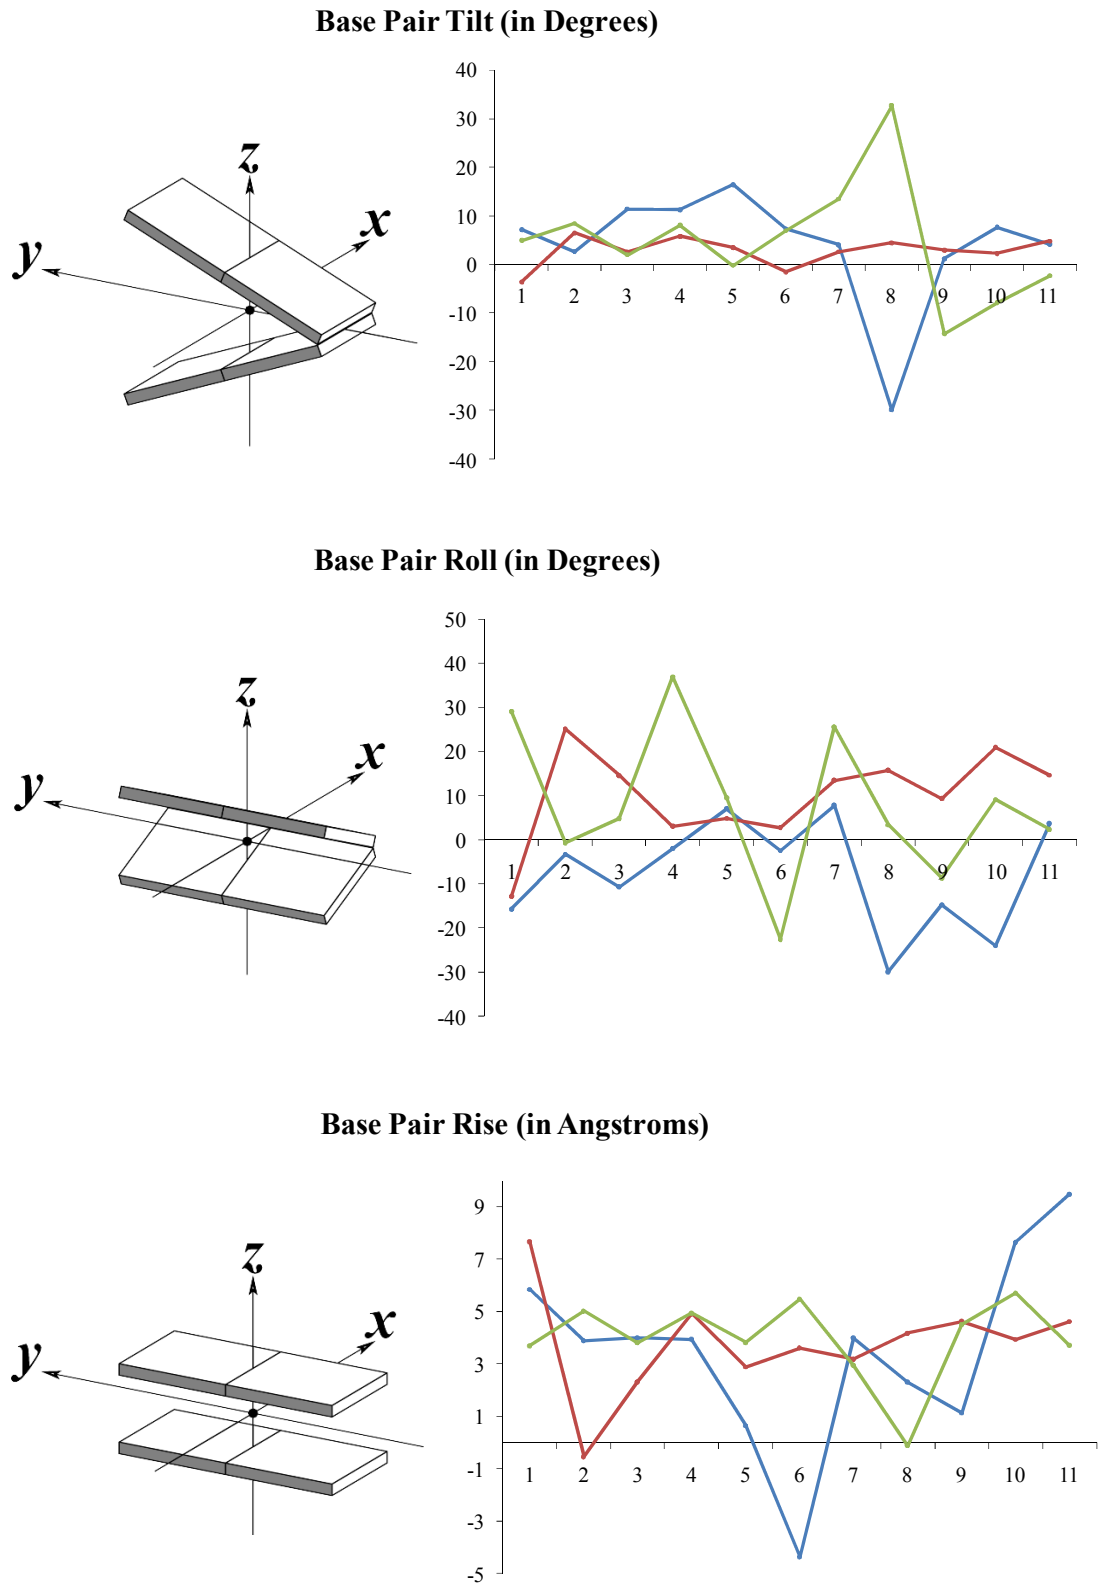 Base Pair Tilt (in Degrees)
z
x
y
40
30
20
10
0
-10
-20
-30
-40
1 2 3 4 5 6 7 8 9 10 11
Base Pair Roll (in Degrees)
z
x
y
50
40
30
20
10
0
-10
-20
-30
-40
1 2 3 4 5 6 7 8 9 10 11
Base Pair Rise (in Angstroms)
z
x
y
9
7
5
3
1
-1
-3
-5
1 2 3 4 5 6 7 8 9 10 11